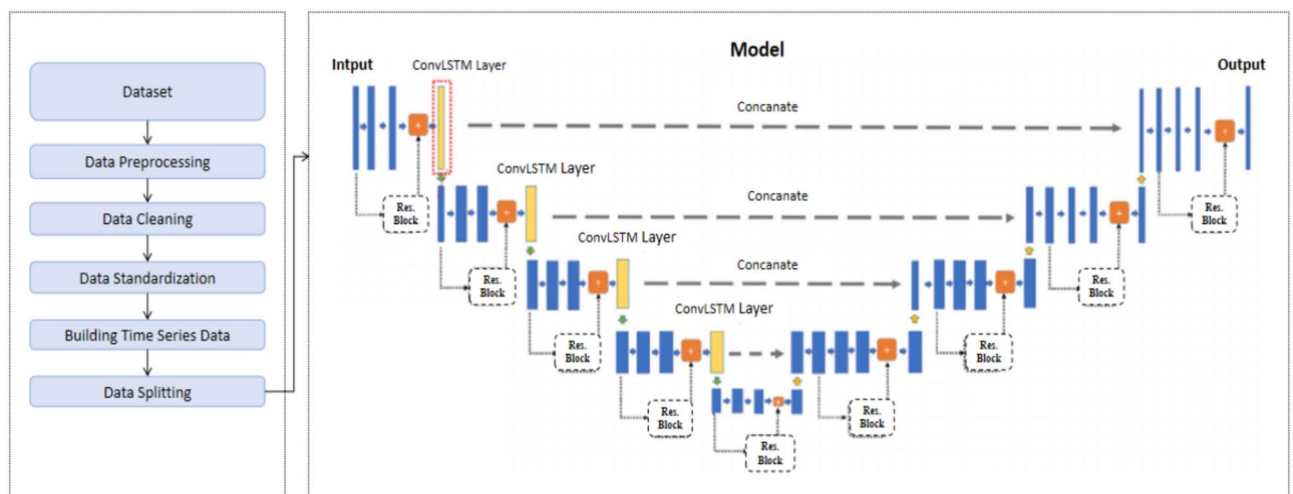 Dataset
Data Preprocessing
Data Cleaning
Data Standardization
Building Time Series Data
Data Splitting
Model
Intput
ConvLSTM Layer
Output
Concanate
+
+
Res.
Block
Res.
Block
ConvLSTM Layer
Concanate
+
+
Res.
Block
Res.
Block
ConvLSTM Layer
Concanate
+
+
Res.
Block
Res.
Block
ConvLSTM Layer
+
+
Res.
Block
Res.
Block
+
Res.
Block